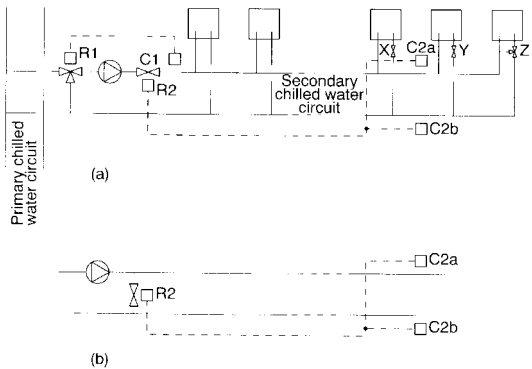 R1
C1
R2
X
C2a
Y
Z
Secondary
chilled water
circuit
C2b
(a)
Primary chilled
water circuit
C2a
R2
C2b
(b)